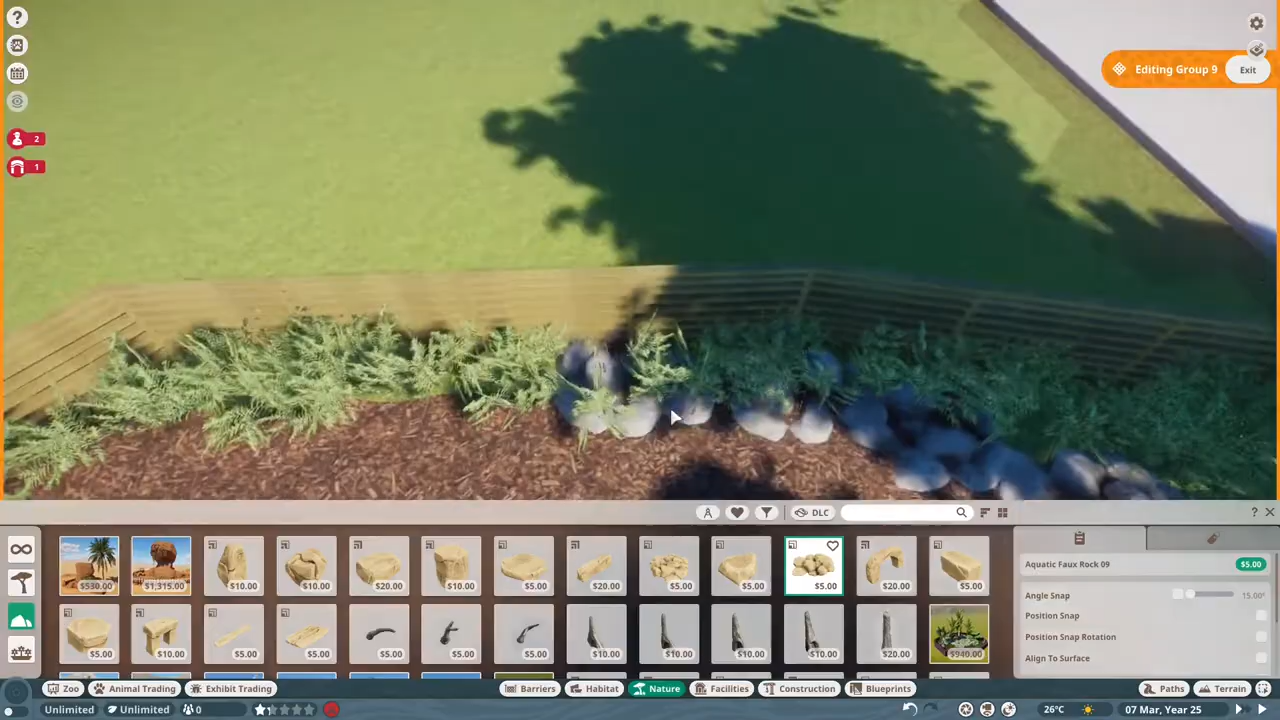 ?
Editing Group 9
Exit
2
1
DLC
? ×
$530.00 $1,315.00 $10.00 $10.00 $20.00 $10.00 $5.00 $20.00 $5.00 $5.00 $5.00 $20.00 $5.00
$5.00 $10.00 $5.00 $5.00 $5.00 $5.00 $5.00 $10.00 $10.00 $10.00 $10.00 $20.00 $940.00
Aquatic Faux Rock 09 $5.00
Angle Snap 15.00°
Position Snap
Position Snap Rotation
Align To Surface
Zoo Animal Trading Exhibit Trading Barriers Habitat Nature Facilities Construction Blueprints Paths Terrain
Unlimited Unlimited 0 26°C 07 Mar, Year 25